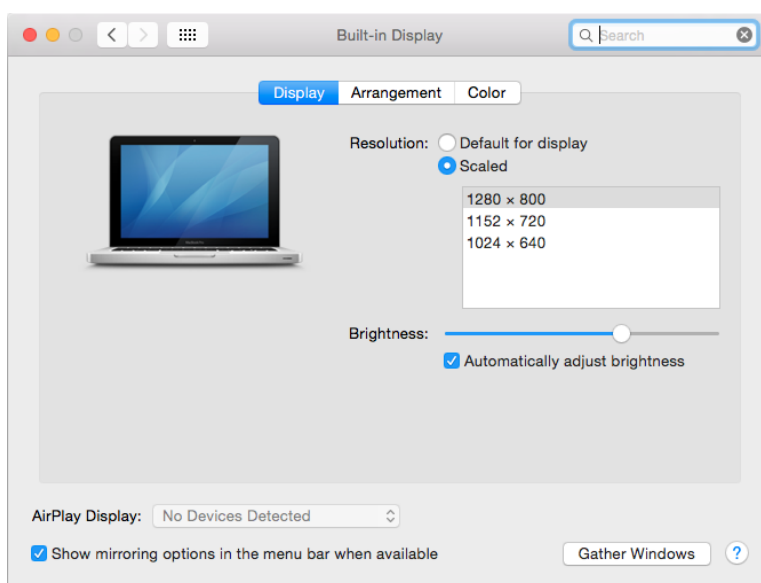 Built-in Display
Search
Display Arrangement Color
Resolution: Default for display
Scaled
1280 × 800
1152 × 720
1024 × 640
Brightness:
Automatically adjust brightness
AirPlay Display: No Devices Detected
Show mirroring options in the menu bar when available
Gather Windows ?